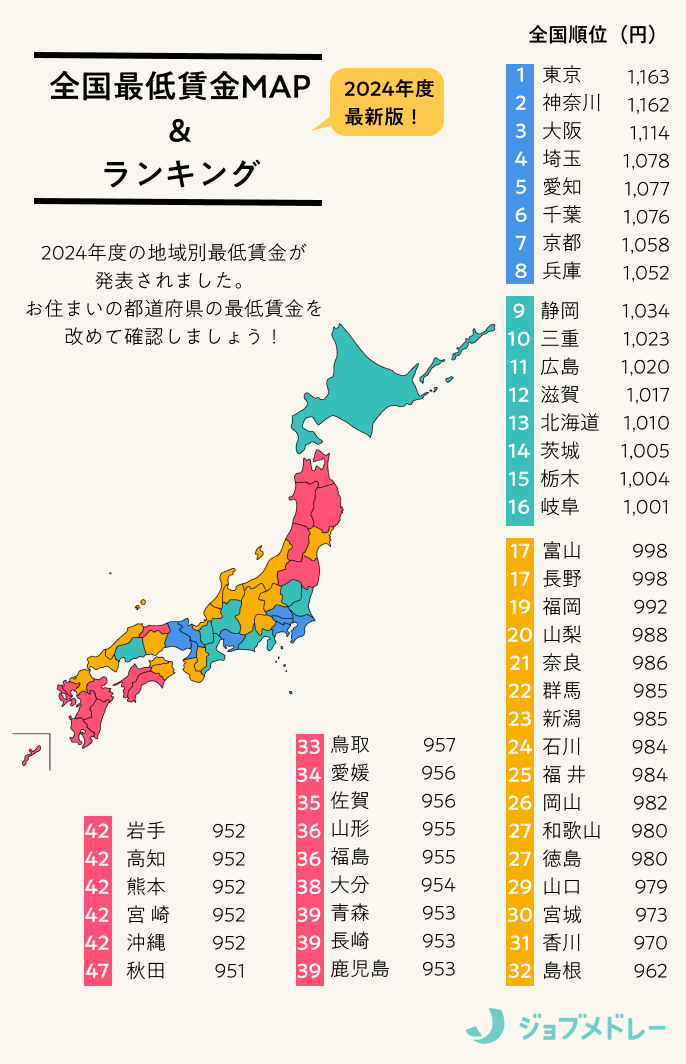 全国最低賃金MAP
&
ランキング
2024年度
最新版！
2024年度の地域別最低賃金が
発表されました。
お住まいの都道府県の最低賃金を
改めて確認しましょう！
全国順位（円）
1 東京 1,163
2 神奈川 1,162
3 大阪 1,114
4 埼玉 1,078
5 愛知 1,077
6 千葉 1,076
7 京都 1,058
8 兵庫 1,052
9 静岡 1,034
10 三重 1,023
11 広島 1,020
12 滋賀 1,017
13 北海道 1,010
14 茨城 1,005
15 栃木 1,004
16 岐阜 1,001
17 富山 998
17 長野 998
19 福岡 992
20 山梨 988
21 奈良 986
22 群馬 985
23 新潟 985
24 石川 984
25 福井 984
26 岡山 982
27 和歌山 980
27 徳島 980
29 山口 979
30 宮城 973
31 香川 970
32 島根 962
33 鳥取 957
34 愛媛 956
35 佐賀 956
36 山形 955
36 福島 955
38 大分 954
39 青森 953
39 長崎 953
39 鹿児島 953
42 岩手 952
42 高知 952
42 熊本 952
42 宮崎 952
42 沖縄 952
47 秋田 951
ジョブメドレー